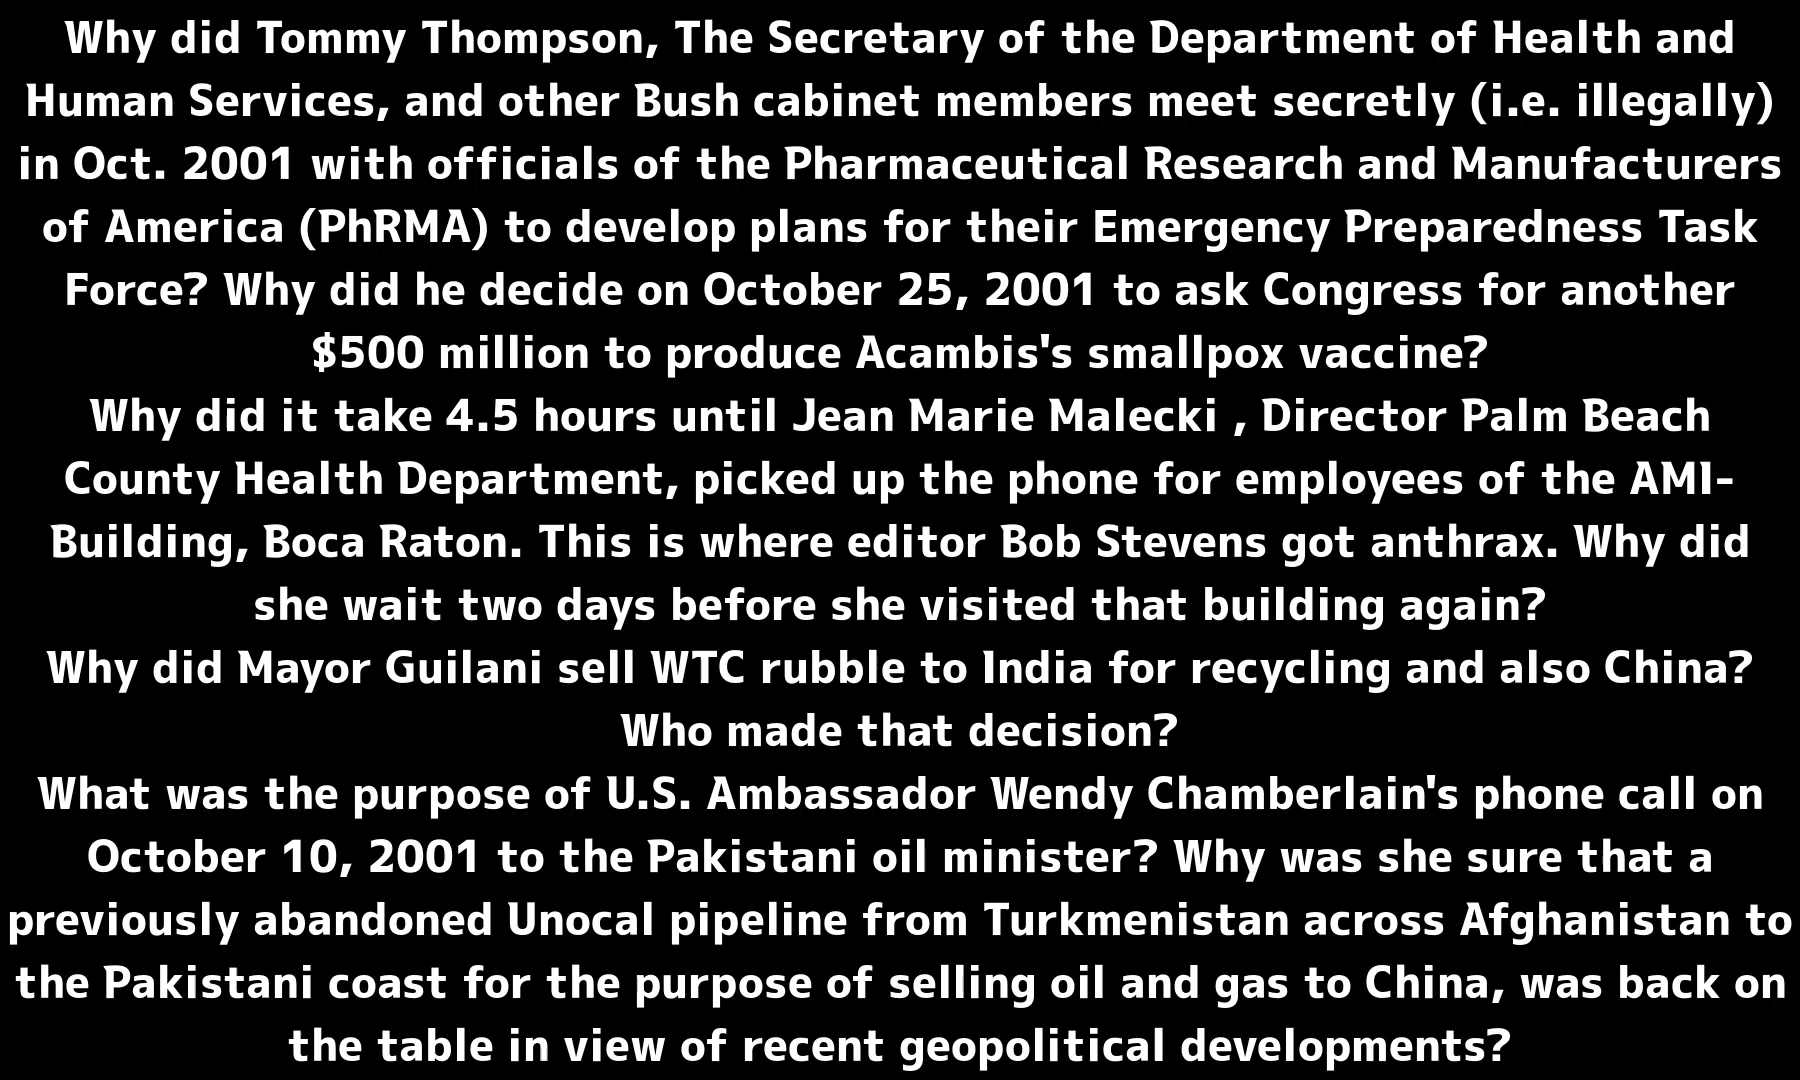 Why did Tommy Thompson, The Secretary of the Department of Health and
Human Services, and other Bush cabinet members meet secretly (i.e. illegally)
in Oct. 2001 with officials of the Pharmaceutical Research and Manufacturers
of America (PhRMA) to develop plans for their Emergency Preparedness Task
Force? Why did he decide on October 25, 2001 to ask Congress for another
$500 million to produce Acambis's smallpox vaccine?
Why did it take 4.5 hours until Jean Marie Malecki , Director Palm Beach
County Health Department, picked up the phone for employees of the AMI-
Building, Boca Raton. This is where editor Bob Stevens got anthrax. Why did
she wait two days before she visited that building again?
Why did Mayor Guilani sell WTC rubble to India for recycling and also China?
Who made that decision?
What was the purpose of U.S. Ambassador Wendy Chamberlain's phone call on
October 10, 2001 to the Pakistani oil minister? Why was she sure that a
previously abandoned Unocal pipeline from Turkmenistan across Afghanistan to
the Pakistani coast for the purpose of selling oil and gas to China, was back on
the table in view of recent geopolitical developments?